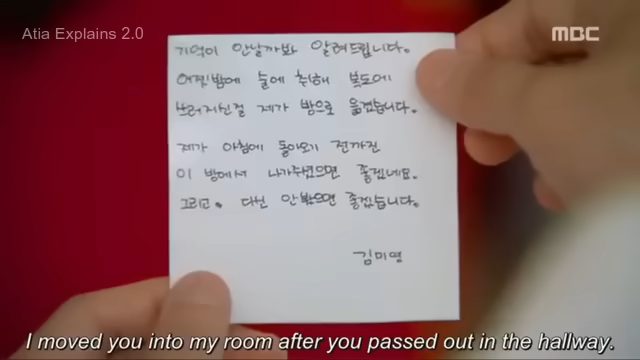 Atia Explains 2.0
MBC
기억이 안날까봐 알려드립니다.
어젯밤에 술에 취해 복도에
쓰러지신걸 제가 방으로 옮겼습니다.
제가 아침에 돌아오기 전까진
이 방에서 나가주셨으면 좋겠네요.
그리고. 다신 안봤으면 좋겠습니다.
김미영
I moved you into my room after you passed out in the hallway.